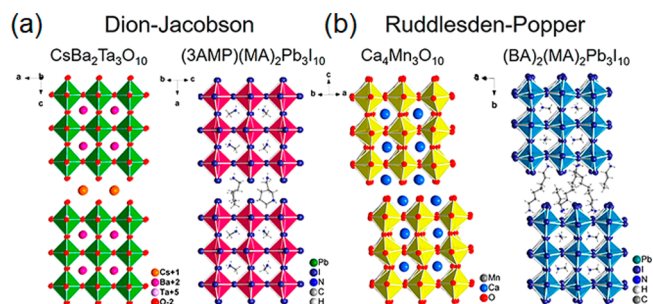 (a) Dion-Jacobson
CsBa2Ta3O10
(3AMP)(MA)2Pb3I10
a b
c
b c
a
Cs+1
Ba+2
Ta+5
O-2
Pb
I
N
C
H
(b) Ruddlesden-Popper
Ca4Mn3O10
(BA)2(MA)2Pb3I10
c
b a
b
Mn
Ca
O
Pb
I
N
C
H